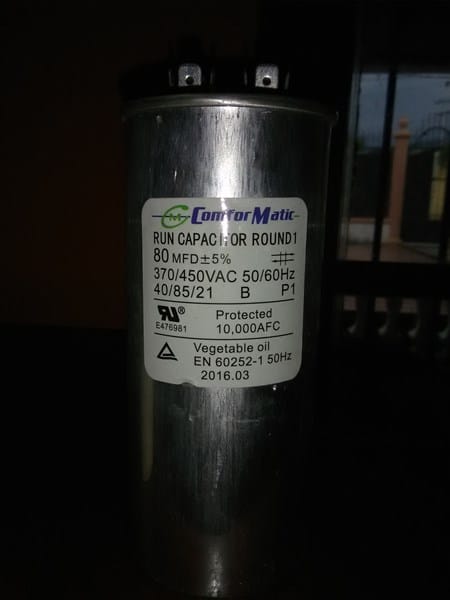 CM ComforMatic
RUN CAPACITOR ROUND1
80 MFD±5%
370/450VAC 50/60Hz
40/85/21 B P1
Protected
E476981 10,000AFC
Vegetable oil
EN 60252-1 50Hz
2016.03